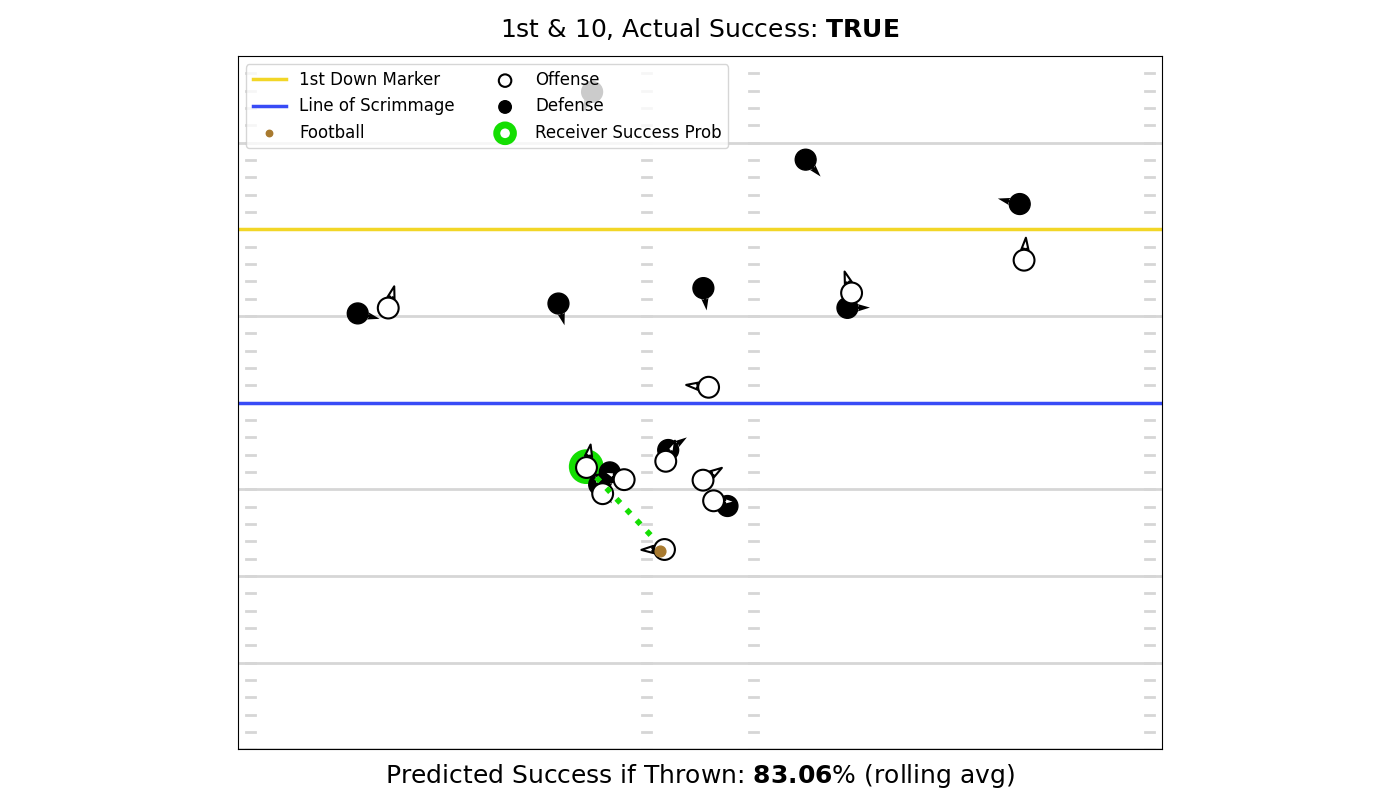 1st & 10, Actual Success: TRUE
1st Down Marker
Line of Scrimmage
Football
Offense
Defense
Receiver Success Prob
Predicted Success if Thrown: 83.06% (rolling avg)